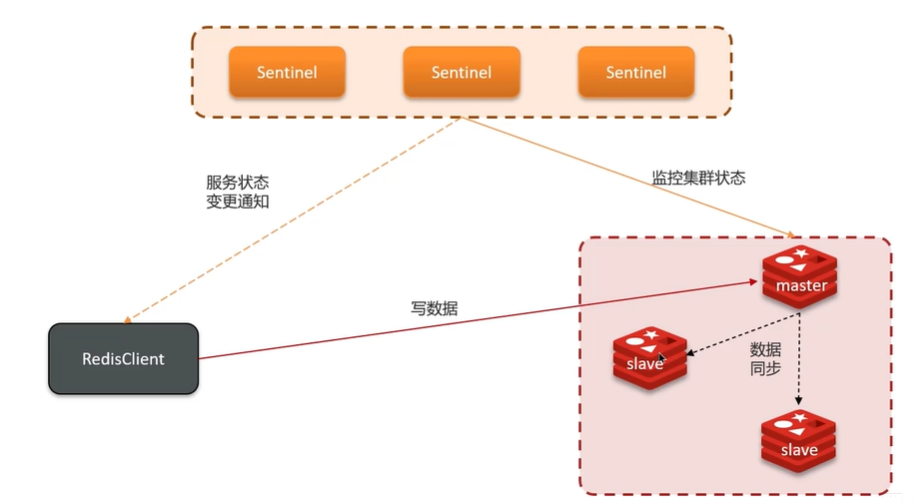 Sentinel
Sentinel
Sentinel
服务状态
变更通知
监控集群状态
master
写数据
RedisClient
slave
数据
同步
slave